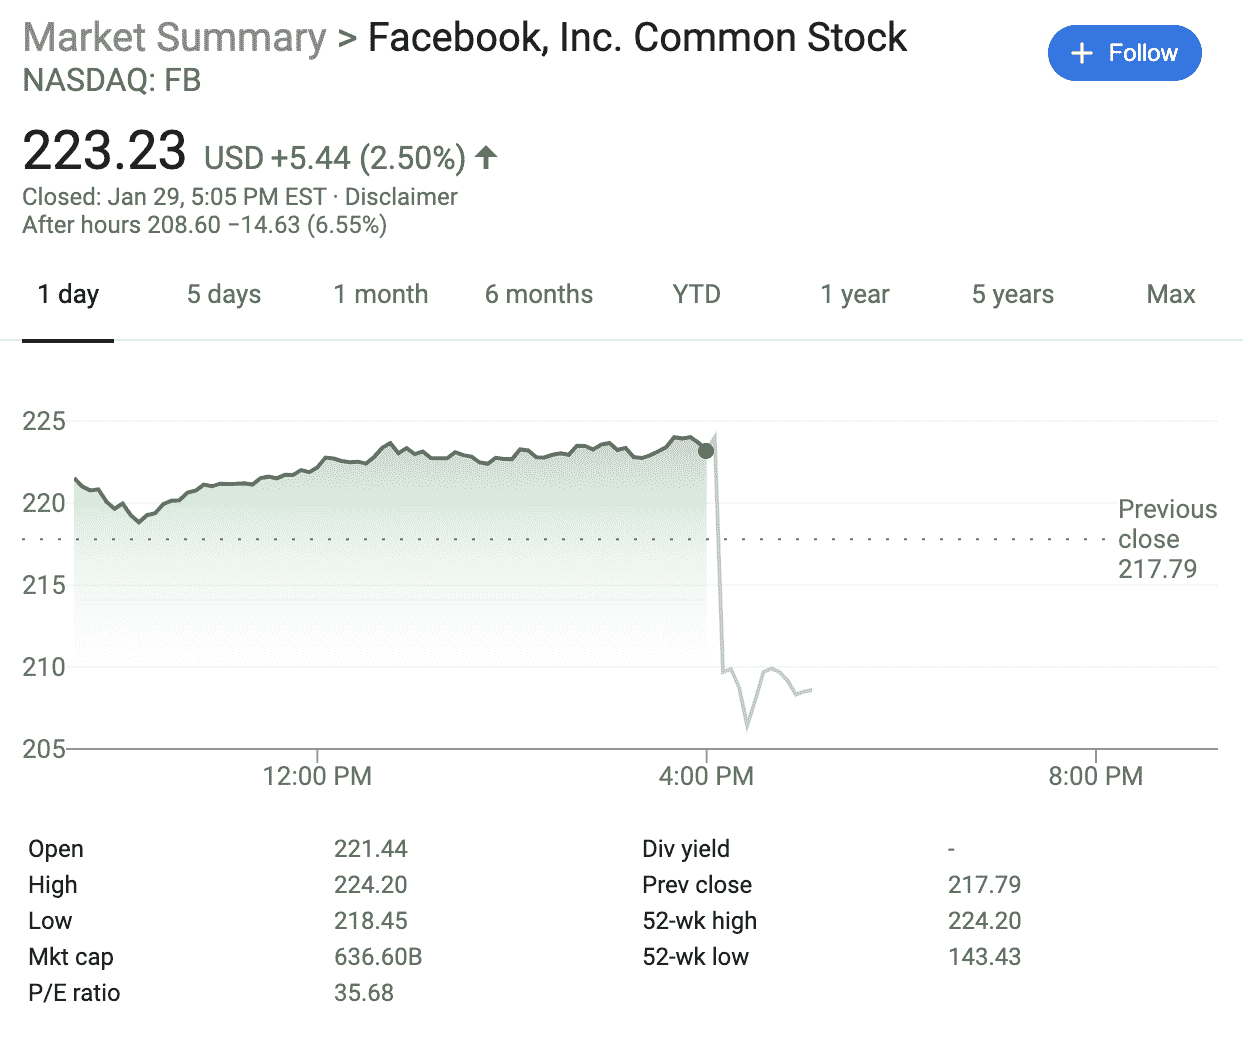 Market Summary > Facebook, Inc. Common Stock
NASDAQ: FB
+ Follow
223.23 USD +5.44 (2.50%) ↑
Closed: Jan 29, 5:05 PM EST · Disclaimer
After hours 208.60 −14.63 (6.55%)
1 day 5 days 1 month 6 months YTD 1 year 5 years Max
225
220
215
210
205
Previous
close
217.79
12:00 PM 4:00 PM 8:00 PM
Open 221.44 Div yield -
High 224.20 Prev close 217.79
Low 218.45 52-wk high 224.20
Mkt cap 636.60B 52-wk low 143.43
P/E ratio 35.68